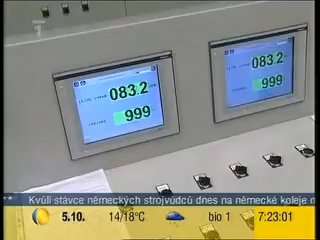 083.2
999
083.2
999
Kvůli stávce německých strojvůdců dnes na německé koleje n
5.10.
14/18°C
bio 1
7:23:01